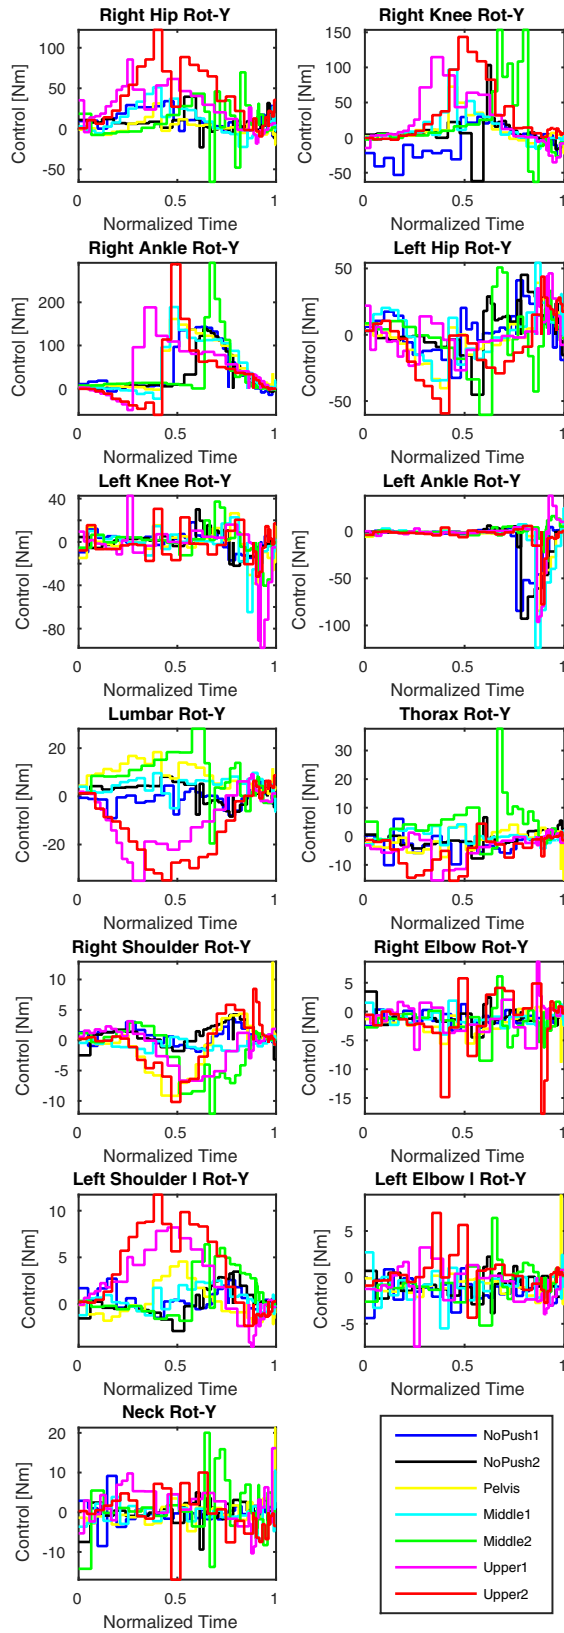 Right Hip Rot-Y
Right Knee Rot-Y
Control [Nm]
100
50
0
-50
0
0.5
1
Normalized Time
Control [Nm]
150
100
50
0
-50
0
0.5
1
Normalized Time
Right Ankle Rot-Y
Left Hip Rot-Y
Control [Nm]
200
100
0
0
0.5
1
Normalized Time
Control [Nm]
50
0
-50
0
0.5
1
Normalized Time
Left Knee Rot-Y
Left Ankle Rot-Y
Control [Nm]
40
20
0
-20
-40
-60
-80
0
0.5
1
Normalized Time
Control [Nm]
0
-50
-100
0
0.5
1
Normalized Time
Lumbar Rot-Y
Thorax Rot-Y
Control [Nm]
20
0
-20
0
0.5
1
Normalized Time
Control [Nm]
30
20
10
0
-10
0
0.5
1
Normalized Time
Right Shoulder Rot-Y
Right Elbow Rot-Y
Control [Nm]
10
5
0
-5
-10
0
0.5
1
Normalized Time
Control [Nm]
5
0
-5
-10
-15
0
0.5
1
Normalized Time
Left Shoulder l Rot-Y
Left Elbow l Rot-Y
Control [Nm]
10
5
0
0
0.5
1
Normalized Time
Control [Nm]
5
0
-5
0
0.5
1
Normalized Time
Neck Rot-Y
Control [Nm]
20
10
0
-10
0
0.5
1
Normalized Time
NoPush1
NoPush2
Pelvis
Middle1
Middle2
Upper1
Upper2